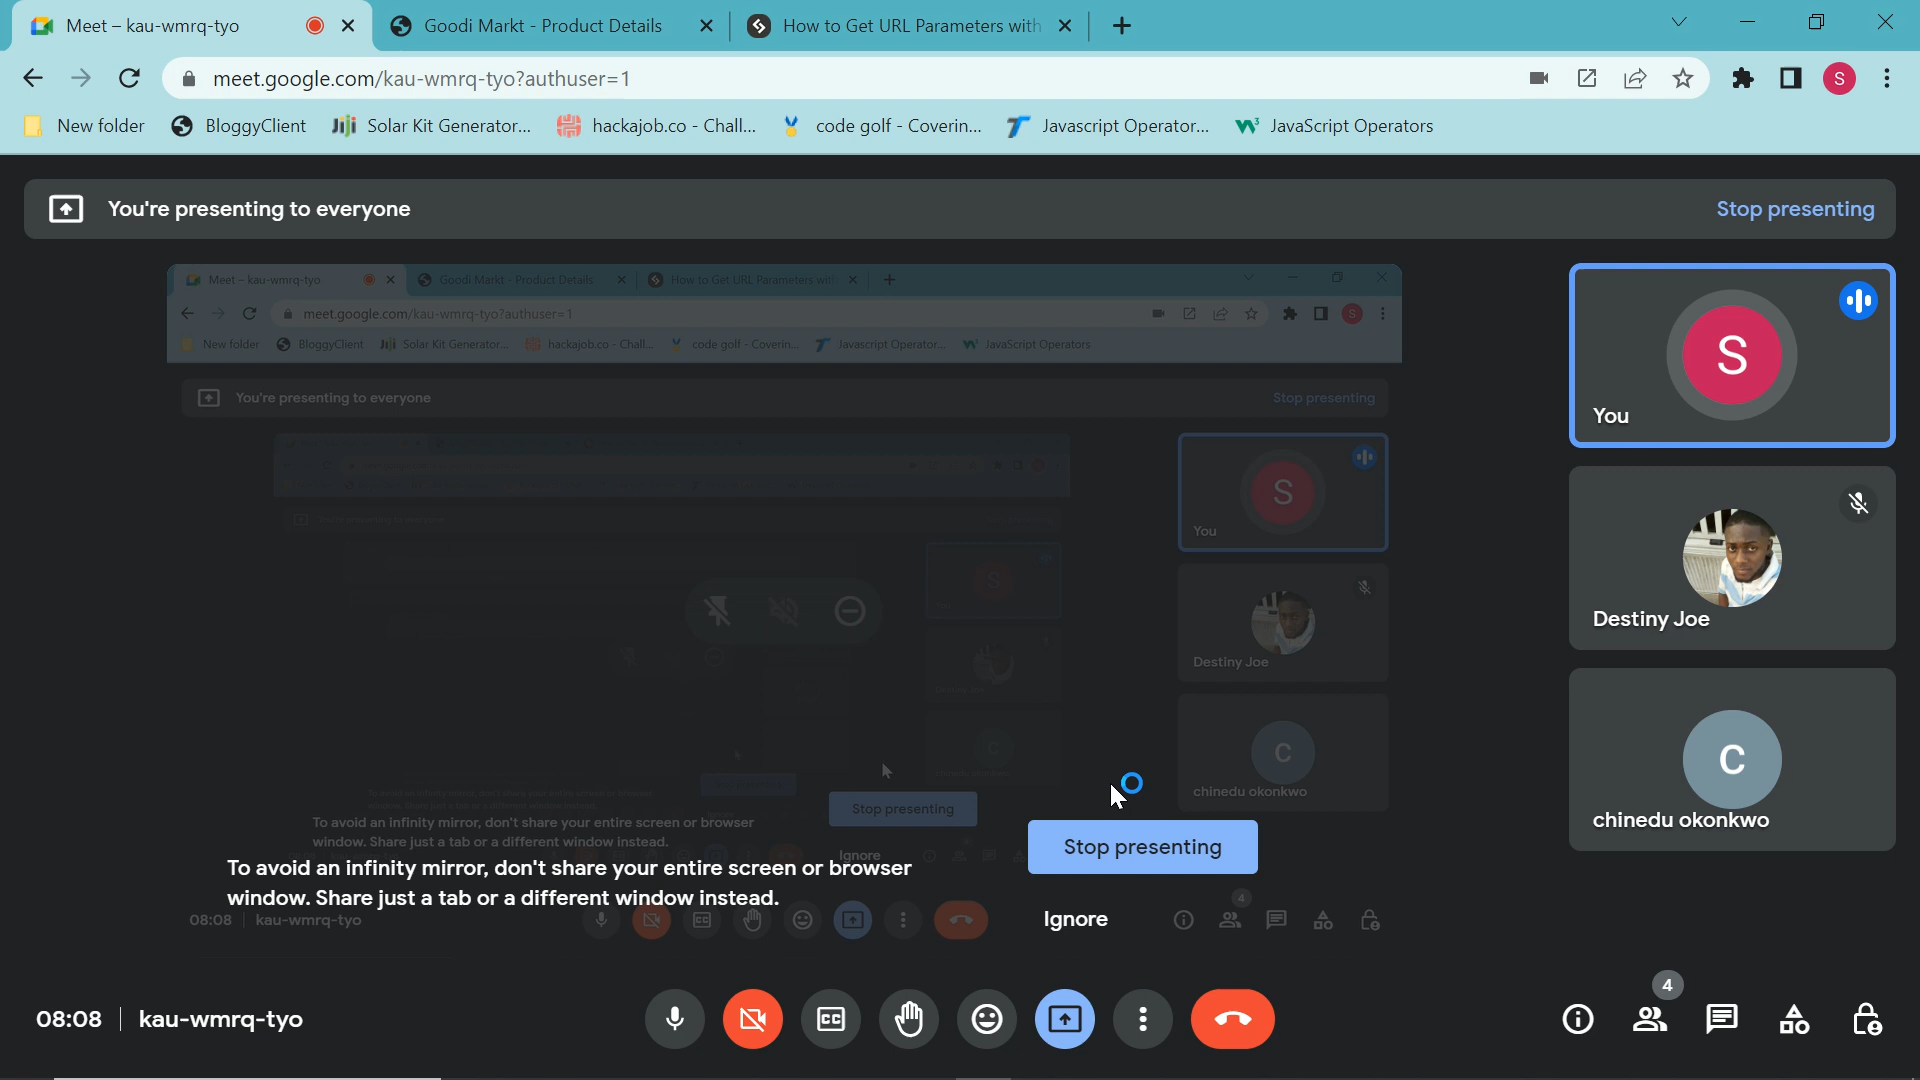 Meet – kau-wmrq-tyo
Goodi Markt - Product Details
How to Get URL Parameters with
meet.google.com/kau-wmrq-tyo?authuser=1
S
New folder
BloggyClient
Solar Kit Generator...
hackajob.co - Chall...
code golf - Coverin...
Javascript Operator...
JavaScript Operators
You're presenting to everyone
Stop presenting
Meet – kau-wmrq-tyo
Goodi Markt - Product Details
How to Get URL Parameters wit
meet.google.com/kau-wmrq-tyo?authuser=1
S
New folder
BloggyClient
Solar Kit Generator...
hackajob.co - Chall...
code golf - Coverin...
Javascript Operator...
JavaScript Operators
You're presenting to everyone
Stop presenting
S
You
Destiny Joe
C
chinedu okonkwo
Stop presenting
To avoid an infinity mirror, don't share your entire screen or browser
window. Share just a tab or a different window instead.
Ignore
08:08
kau-wmrq-tyo
4
S
You
Destiny Joe
C
chinedu okonkwo
Stop presenting
To avoid an infinity mirror, don't share your entire screen or browser
window. Share just a tab or a different window instead.
Ignore
08:08
kau-wmrq-tyo
CC
4